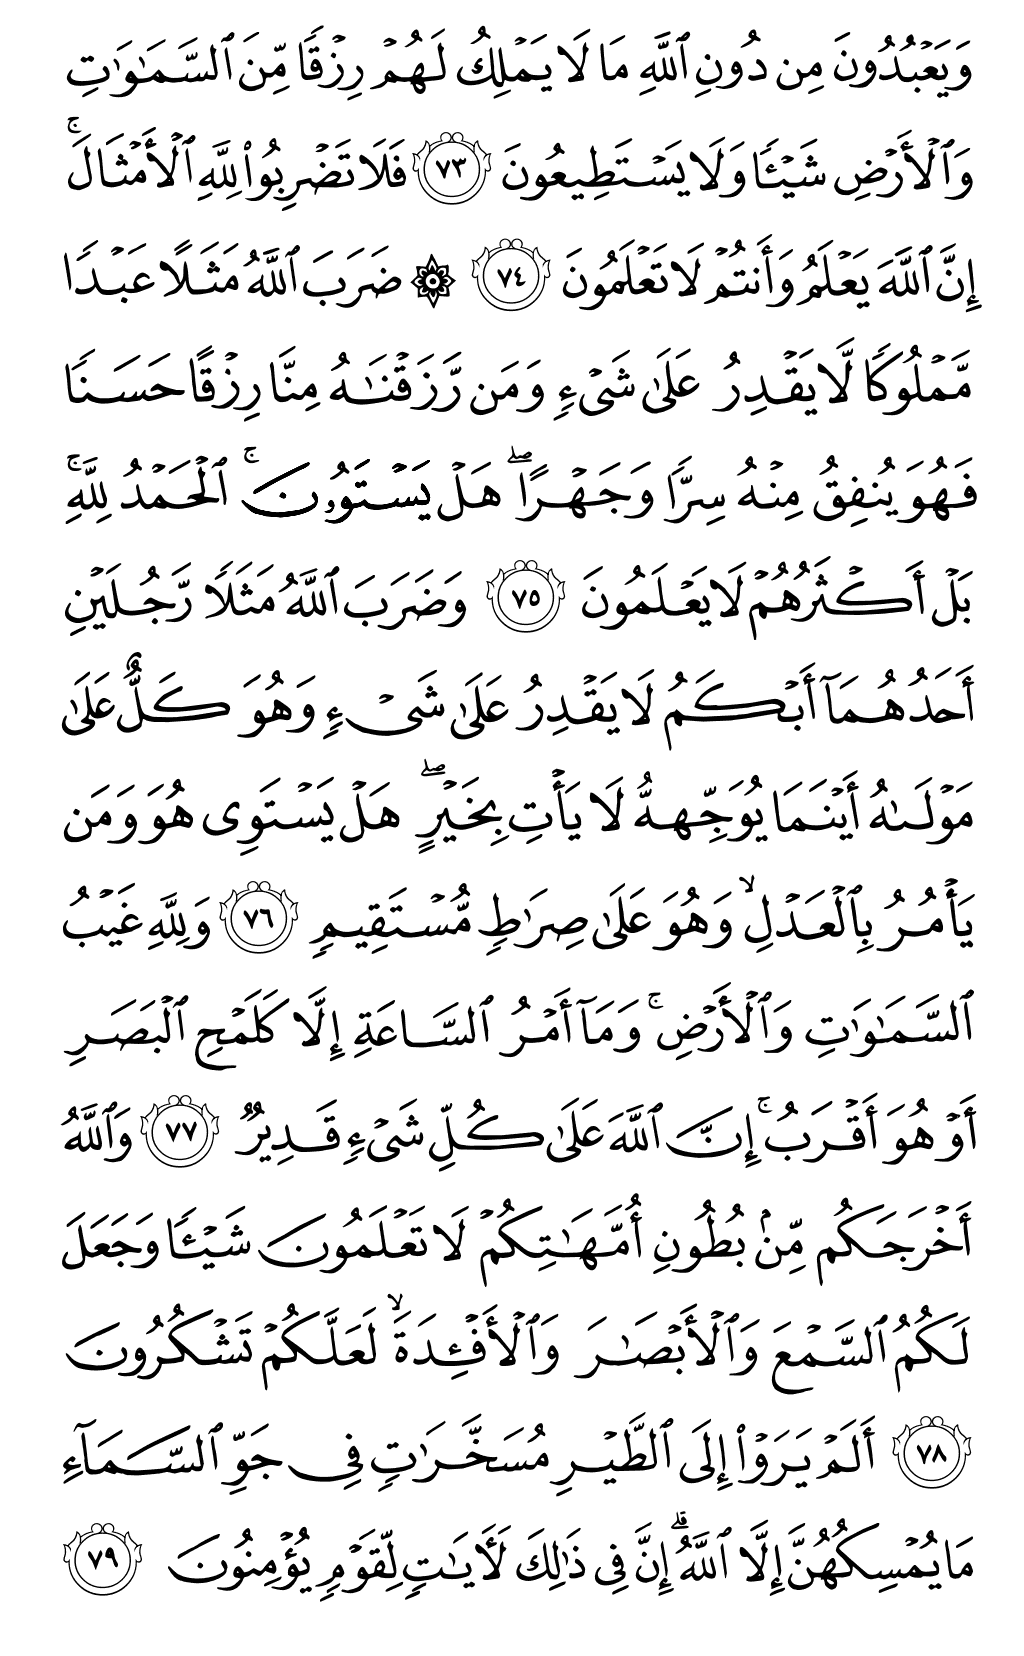 وَيَعۡبُدُونَ مِن دُونِ ٱللَّهِ مَا لَا يَمۡلِكُ لَهُمۡ رِزۡقٗا مِّنَ ٱلسَّمَٰوَٰتِ
وَٱلۡأَرۡضِ شَيۡـٔٗا وَلَا يَسۡتَطِيعُونَ ٧٣ فَلَا تَضۡرِبُواْ لِلَّهِ ٱلۡأَمۡثَالَۚ
إِنَّ ٱللَّهَ يَعۡلَمُ وَأَنتُمۡ لَا تَعۡلَمُونَ ٧٤ ۞ ضَرَبَ ٱللَّهُ مَثَلًا عَبۡدٗا
مَّمۡلُوكٗا لَّا يَقۡدِرُ عَلَىٰ شَيۡءٖ وَمَن رَّزَقۡنَٰهُ مِنَّا رِزۡقًا حَسَنٗا
فَهُوَ يُنفِقُ مِنۡهُ سِرّٗا وَجَهۡرًاۖ هَلۡ يَسۡتَوُۥنَۚ ٱلۡحَمۡدُ لِلَّهِۚ
بَلۡ أَكۡثَرُهُمۡ لَا يَعۡلَمُونَ ٧٥ وَضَرَبَ ٱللَّهُ مَثَلٗا رَّجُلَيۡنِ
أَحَدُهُمَآ أَبۡكَمُ لَا يَقۡدِرُ عَلَىٰ شَيۡءٖ وَهُوَ كَلٌّ عَلَىٰ
مَوۡلَىٰهُ أَيۡنَمَا يُوَجِّههُّ لَا يَأۡتِ بِخَيۡرٍۖ هَلۡ يَسۡتَوِي هُوَ وَمَن
يَأۡمُرُ بِٱلۡعَدۡلِۙ وَهُوَ عَلَىٰ صِرَٰطٖ مُّسۡتَقِيمٖ ٧٦ وَلِلَّهِ غَيۡبُ
ٱلسَّمَٰوَٰتِ وَٱلۡأَرۡضِۚ وَمَآ أَمۡرُ ٱلسَّاعَةِ إِلَّا كَلَمۡحِ ٱلۡبَصَرِ
أَوۡ هُوَ أَقۡرَبُۚ إِنَّ ٱللَّهَ عَلَىٰ كُلِّ شَيۡءٖ قَدِيرٞ ٧٧ وَٱللَّهُ
أَخۡرَجَكُم مِّنۢ بُطُونِ أُمَّهَٰتِكُمۡ لَا تَعۡلَمُونَ شَيۡـٔٗا وَجَعَلَ
لَكُمُ ٱلسَّمۡعَ وَٱلۡأَبۡصَٰرَ وَٱلۡأَفۡـِٔدَةَۙ لَعَلَّكُمۡ تَشۡكُرُونَ
٧٨ أَلَمۡ يَرَوۡاْ إِلَى ٱلطَّيۡرِ مُسَخَّرَٰتٖ فِي جَوِّ ٱلسَّمَآءِ
مَا يُمۡسِكُهُنَّ إِلَّا ٱللَّهُۗ إِنَّ فِي ذَٰلِكَ لَأٓيَٰتٖ لِّقَوۡمٖ يُؤۡمِنُونَ ٧٩